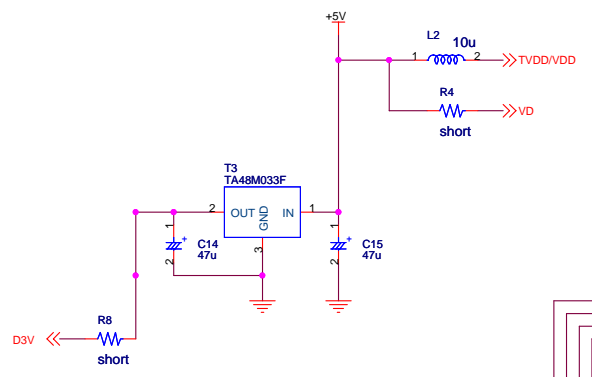 +5V
L2
10u
1
2
TVDD/VDD
R4
VD
short
T3
TA48M033F
2
OUT
GND
IN
1
3
1
C14
47u
2
1
C15
47u
2
R8
D3V
short